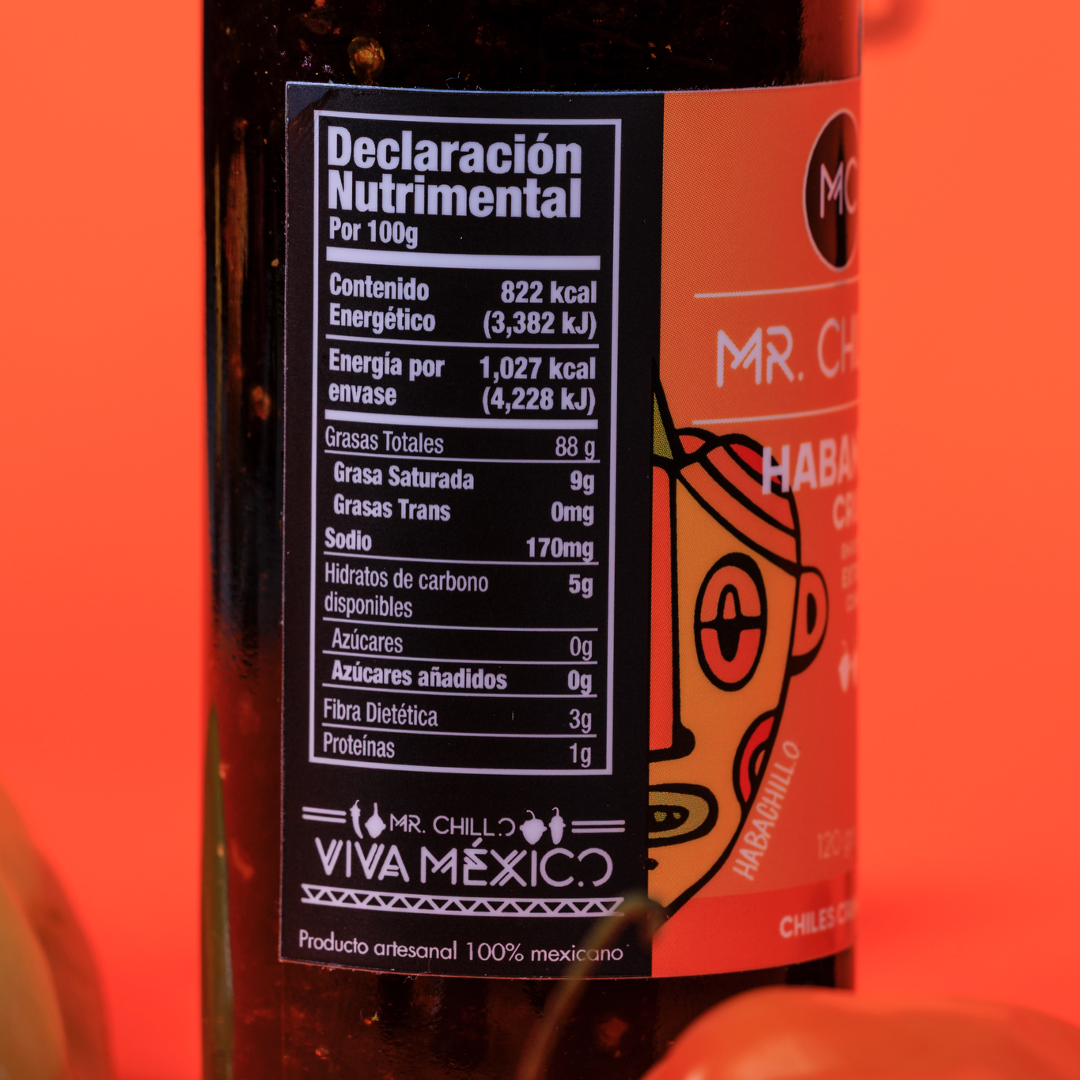 Declaración
Nutrimental
Por 100g
Contenido 822 kcal
Energético (3,382 kJ)
Energía por 1,027 kcal
envase (4,228 kJ)
Grasas Totales 88 g
Grasa Saturada 9g
Grasas Trans 0mg
Sodio 170mg
Hidratos de carbono 5g
disponibles
Azúcares 0g
Azúcares añadidos 0g
Fibra Dietética 3g
Proteínas 1g
MR. CHILLO
VIVA MÉXICO
Producto artesanal 100% mexicano
MC
MR. CH
HABA
HABACHILLO
120 gr
CHILES